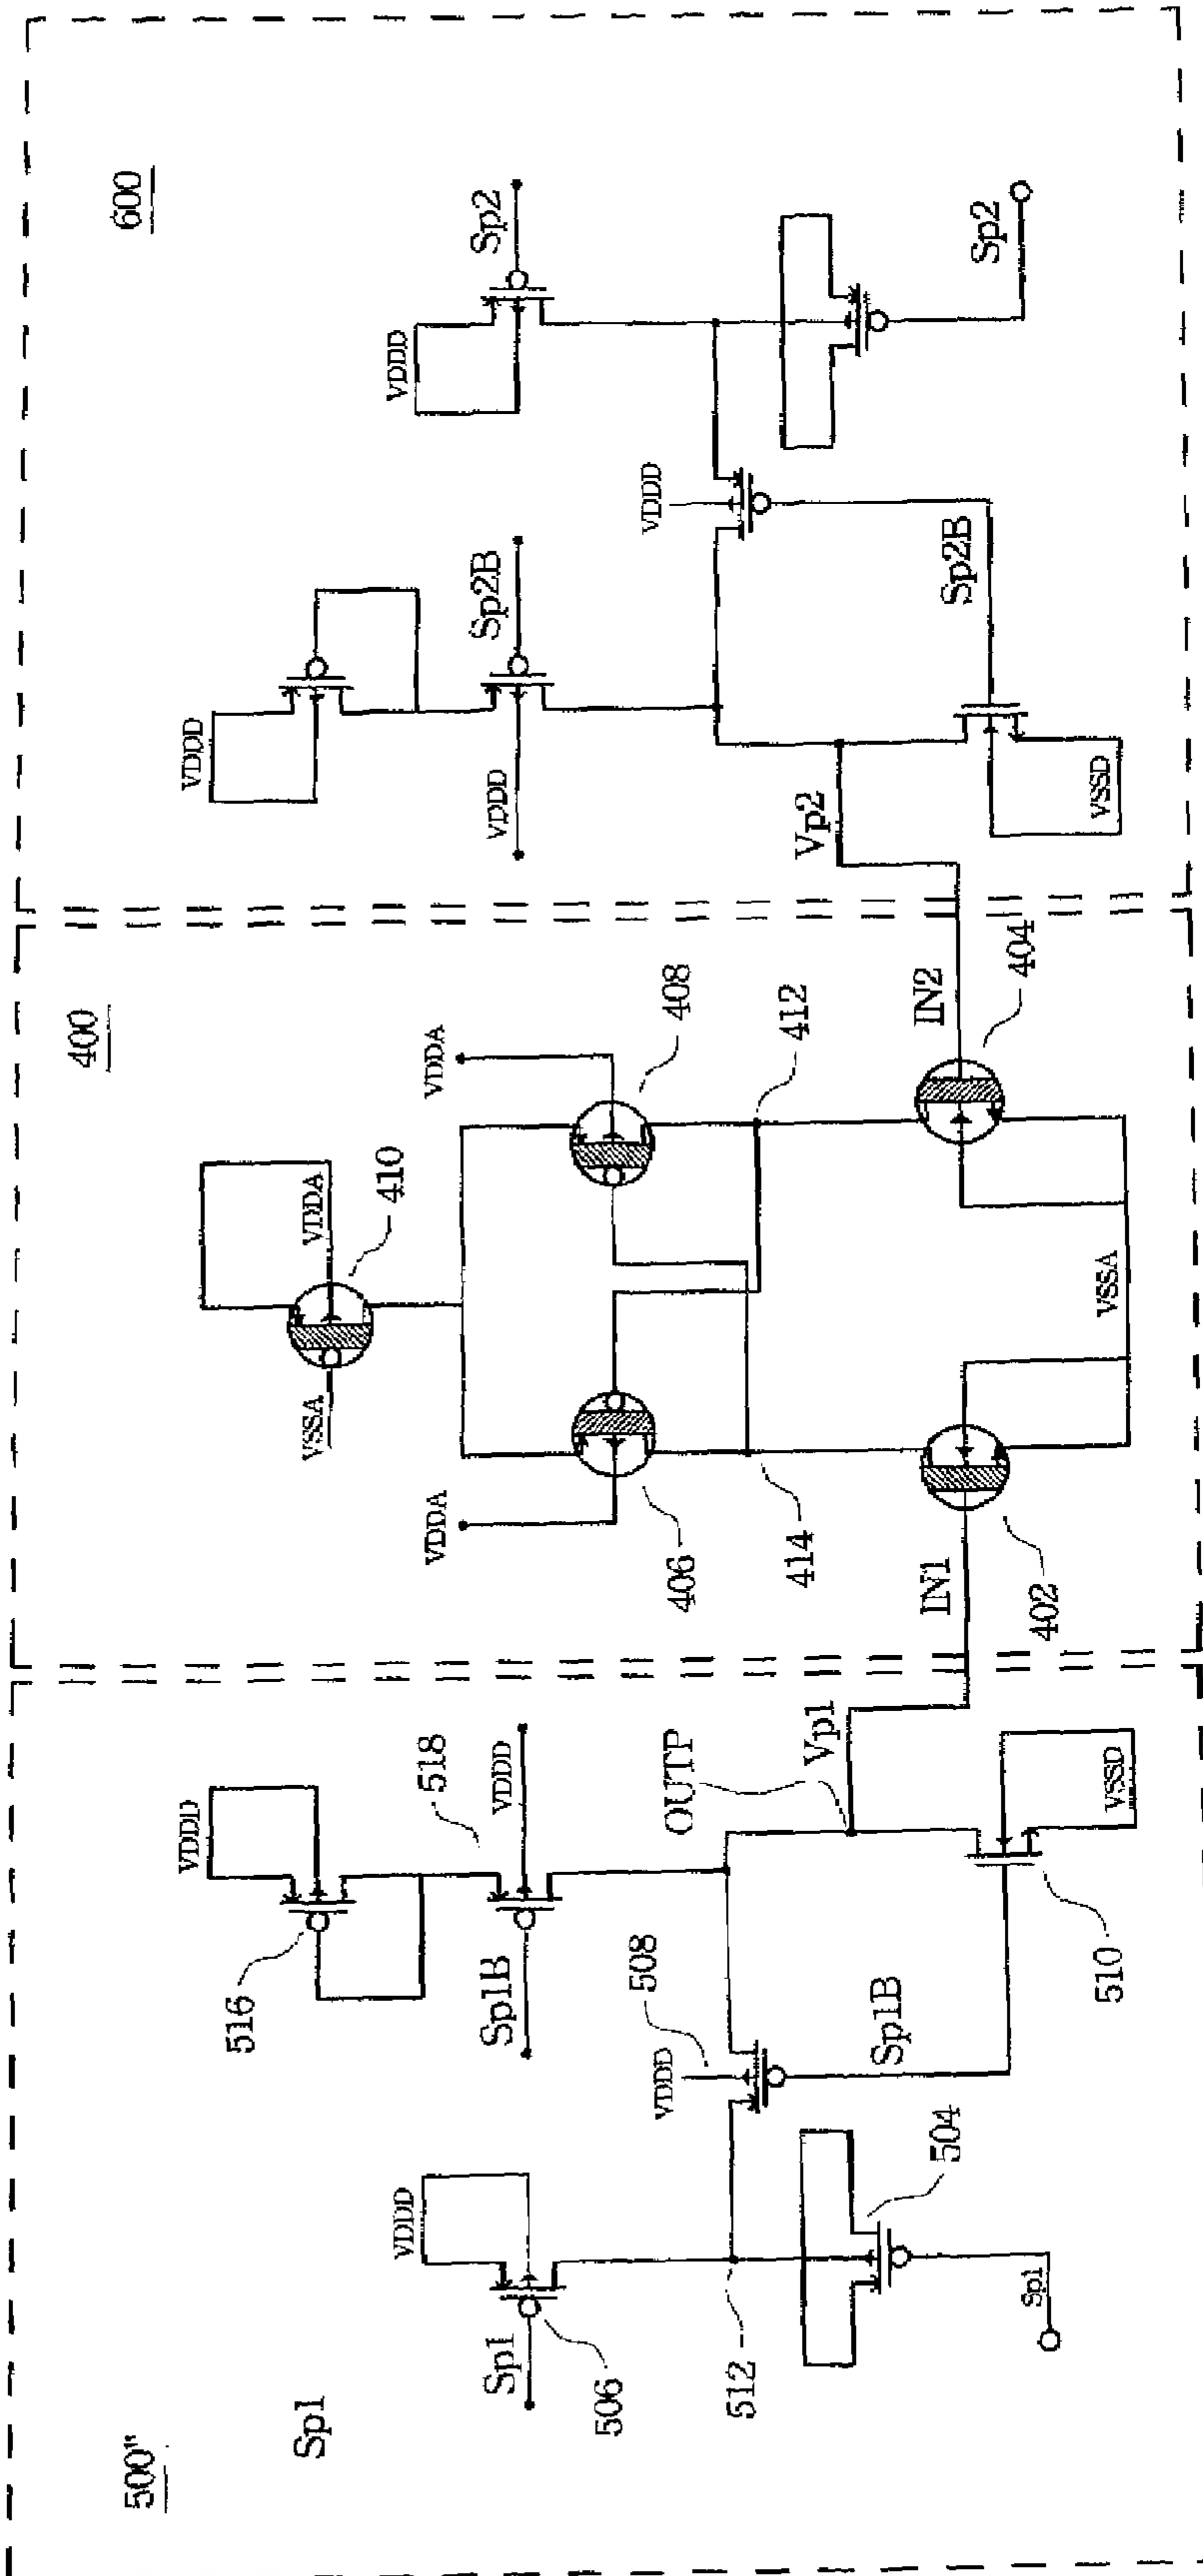 500"
Sp1
Sp1
506
VDDD
512
504
Sp1
VDDD
508
Sp1B
510
VSSD
516
VDDD
518
Sp1B
VDDD
OUTP
Vp1
400
VSSA
VDDA
410
VDDA
406
VDDA
408
414
412
IN1
402
IN2
404
VSSA
600
VDDD
VDDD
Sp2B
VDDD
Vp2
VSSD
Sp2B
VDDD
Sp2
Sp2